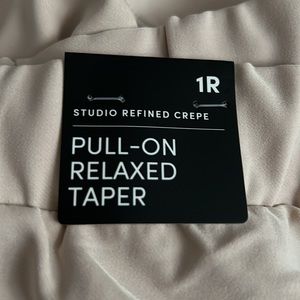 1R
STUDIO REFINED CREPE
PULL-ON
RELAXED
TAPER